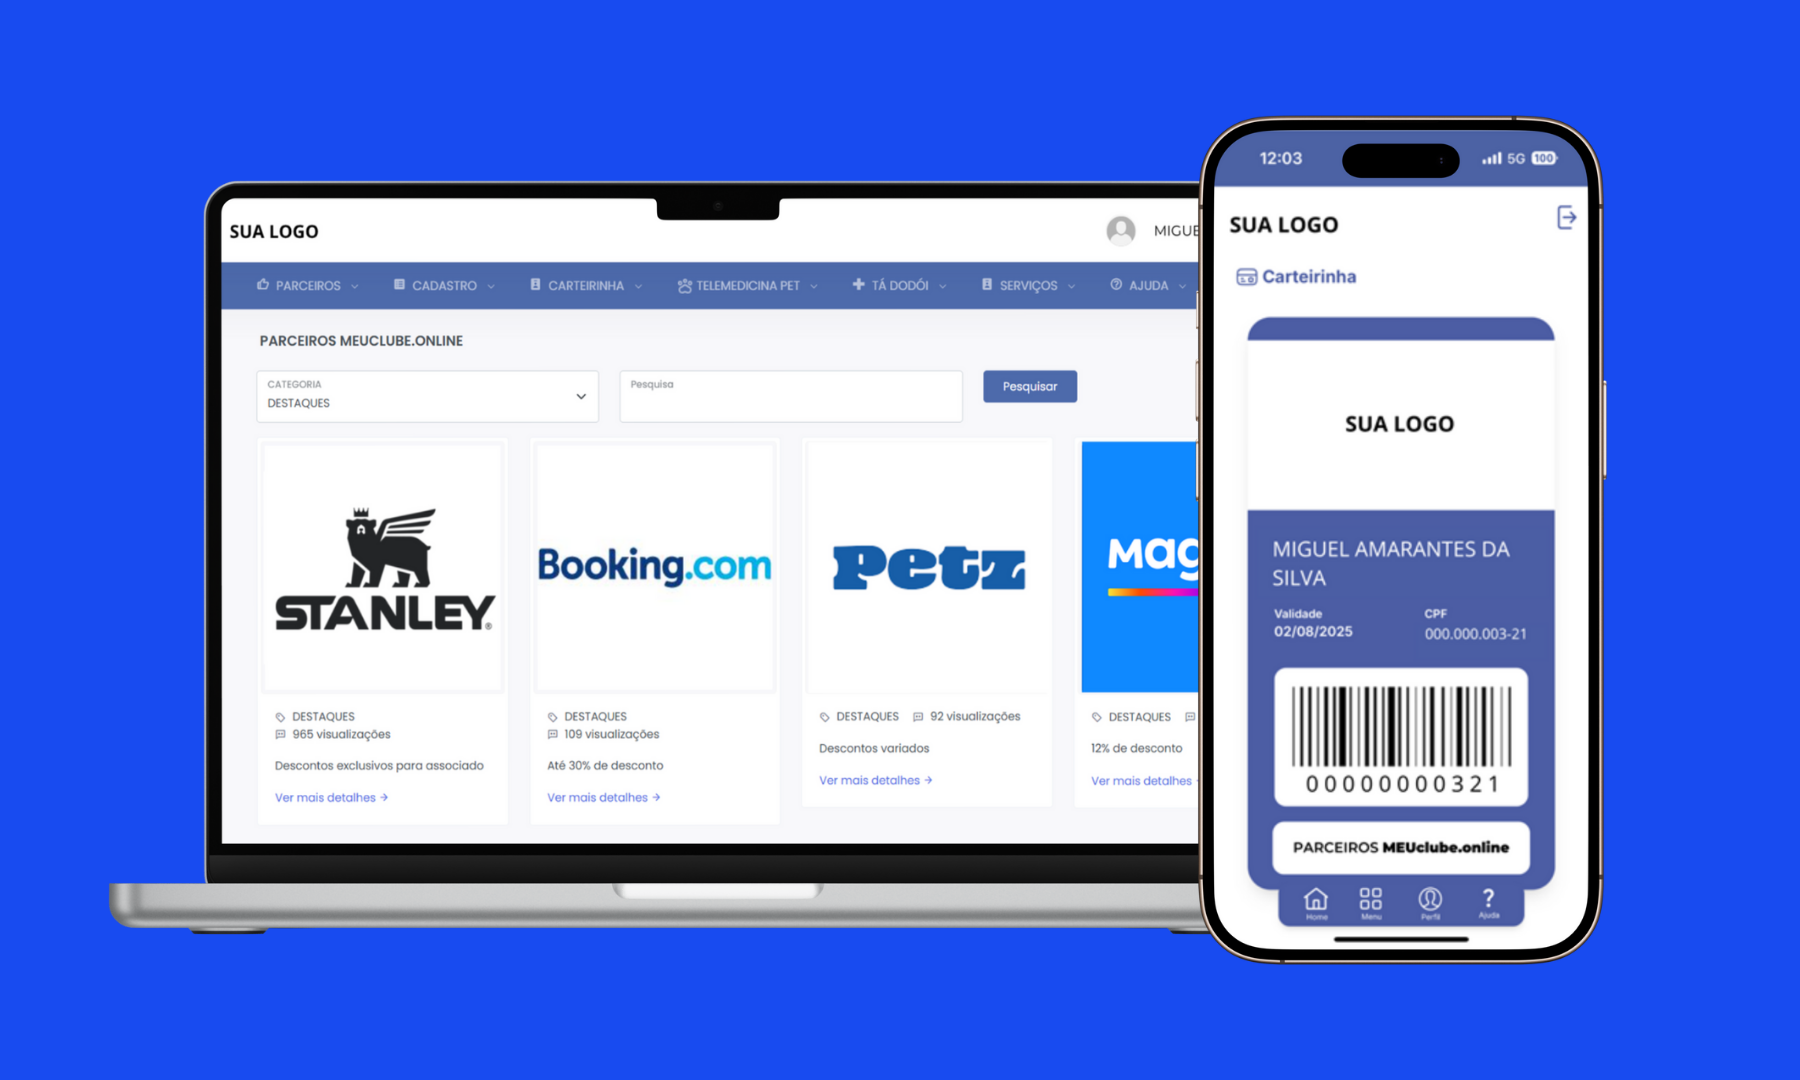 SUA LOGO
MIGUE
PARCEIROS
CADASTRO
CARTEIRINHA
TELEMEDICINA PET
TÁ DODÓI
SERVIÇOS
AJUDA
PARCEIROS MEUCLUBE.ONLINE
CATEGORIA
DESTAQUES
Pesquisa
Pesquisar
STANLEY®
DESTAQUES
965 visualizações
Descontos exclusivos para associado
Ver mais detalhes →
Booking.com
DESTAQUES
109 visualizações
Até 30% de desconto
Ver mais detalhes →
Petz
DESTAQUES
92 visualizações
Descontos variados
Ver mais detalhes →
Mag
DESTAQUES
12% de desconto
Ver mais detalhes
12:03
5G 100
SUA LOGO
Carteirinha
SUA LOGO
MIGUEL AMARANTES DA
SILVA
Validade
02/08/2025
CPF
000.000.003-21
00000000321
PARCEIROS MEUclube.online
Home
Menu
Perfil
Ajuda